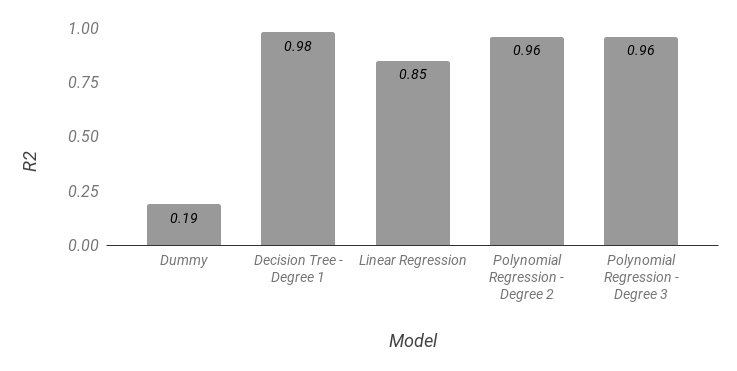 1.00
0.75
0.50
0.25
0.00
R2
0.19
0.98
0.85
0.96
0.96
Dummy
Decision Tree -
Degree 1
Linear Regression
Polynomial
Regression -
Degree 2
Polynomial
Regression -
Degree 3
Model